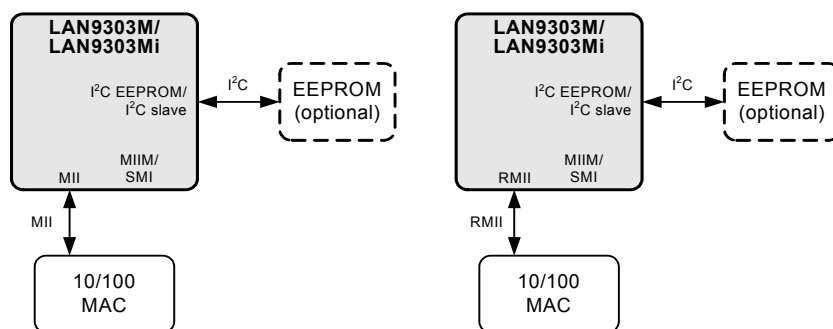 LAN9303M/
LAN9303Mi
I²C EEPROM/
I²C slave
MIIM/
SMI
MII
I²C
EEPROM
(optional)
MII
10/100
MAC
LAN9303M/
LAN9303Mi
I²C EEPROM/
I²C slave
MIIM/
SMI
RMII
I²C
EEPROM
(optional)
RMII
10/100
MAC